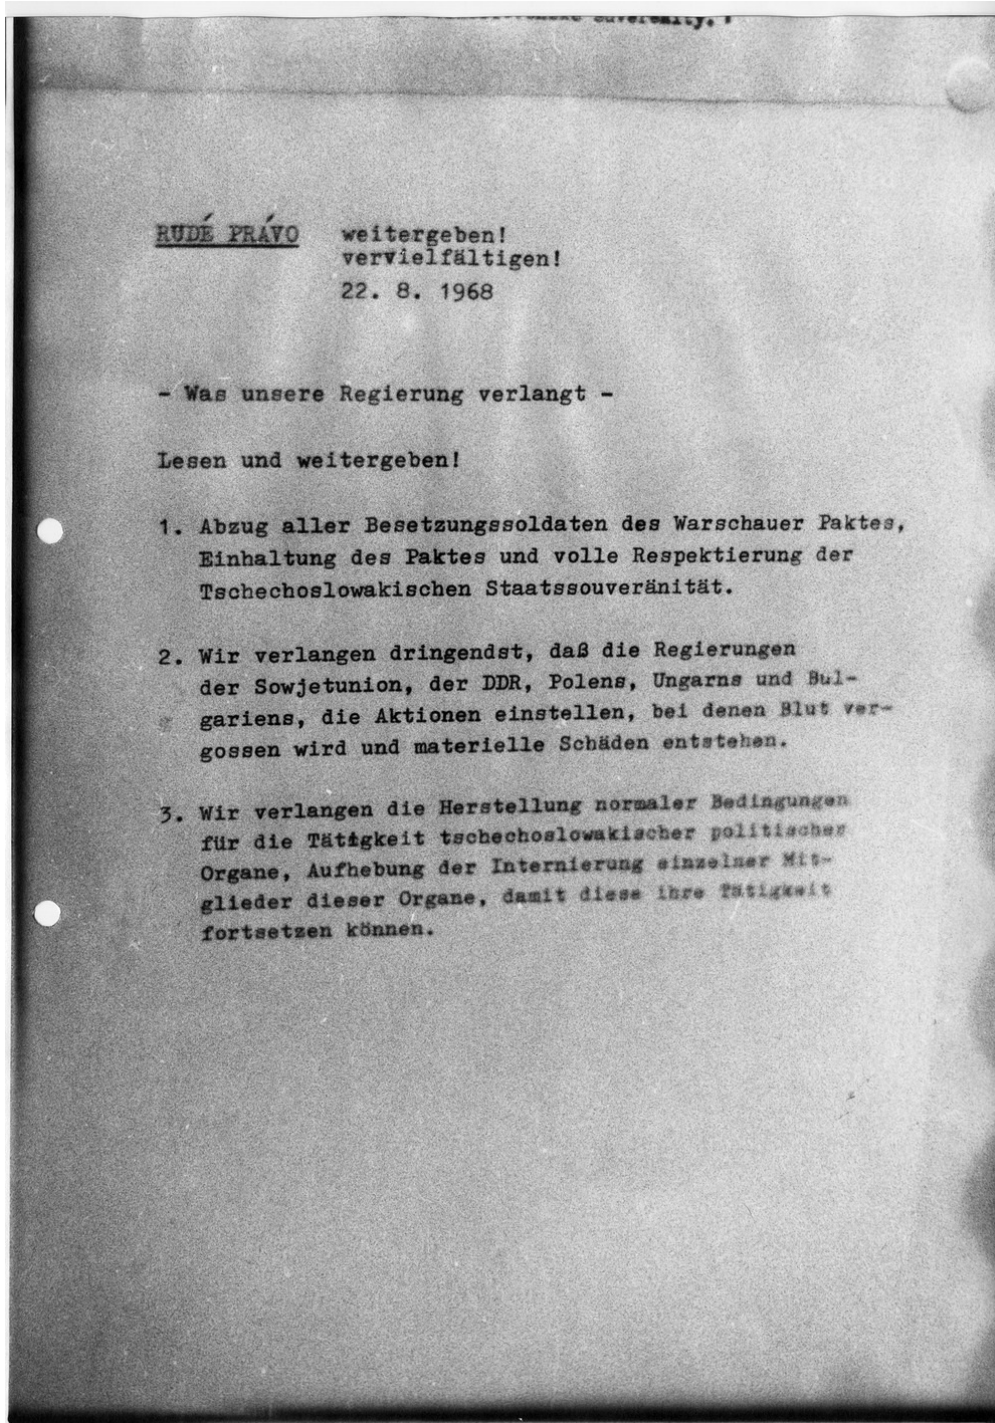 suverenity."
RUDÉ PRÁVO weitergeben!
vervielfältigen!
22. 8. 1968
- Was unsere Regierung verlangt -
Lesen und weitergeben!
1. Abzug aller Besetzungssoldaten des Warschauer Paktes,
Einhaltung des Paktes und volle Respektierung der
Tschechoslowakischen Staatssouveränität.
2. Wir verlangen dringendst, daß die Regierungen
der Sowjetunion, der DDR, Polens, Ungarns und Bul-
gariens, die Aktionen einstellen, bei denen Blut ver-
gossen wird und materielle Schäden entstehen.
3. Wir verlangen die Herstellung normaler Bedingungen
für die Tätigkeit tschechoslowakischer politischer
Organe, Aufhebung der Internierung einzelner Mit-
glieder dieser Organe, damit diese ihre Tätigkeit
fortsetzen können.